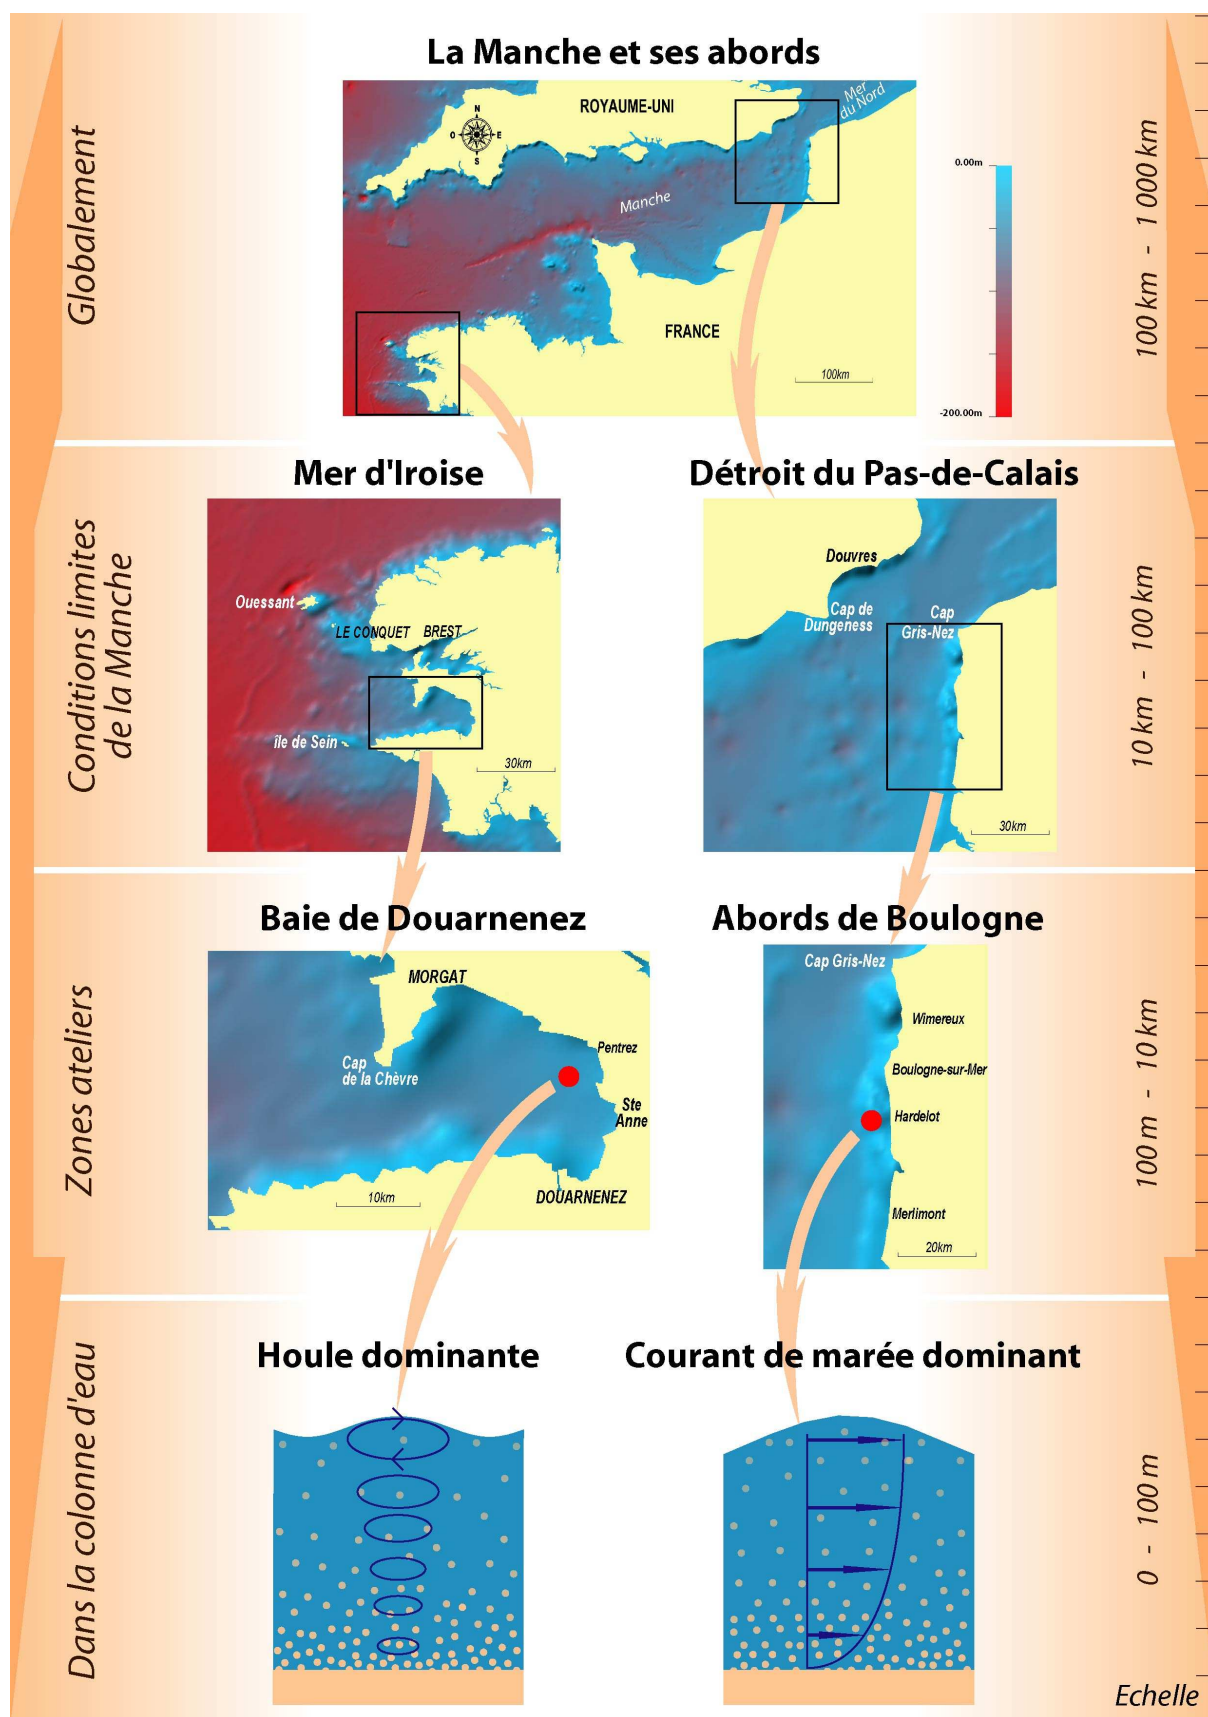 La Manche et ses abords
Globalement
100 km - 1 000 km
ROYAUME-UNI
Mer
du Nord
N
O
E
S
Manche
FRANCE
100km
0.00m
-200.00m
Mer d'Iroise
Détroit du Pas-de-Calais
Conditions limites
de la Manche
10 km - 100 km
Ouessant
LE CONQUET
BREST
île de Sein
30km
Douvres
Cap de
Dungeness
Cap
Gris-Nez
30km
Baie de Douarnenez
Abords de Boulogne
Zones ateliers
100 m - 10 km
MORGAT
Cap
de la Chèvre
Pentrez
Ste
Anne
DOUARNENEZ
10km
Cap Gris-Nez
Wimereux
Boulogne-sur-Mer
Hardelot
Merlimont
20km
Houle dominante
Courant de marée dominant
Dans la colonne d'eau
0 - 100 m
Echelle